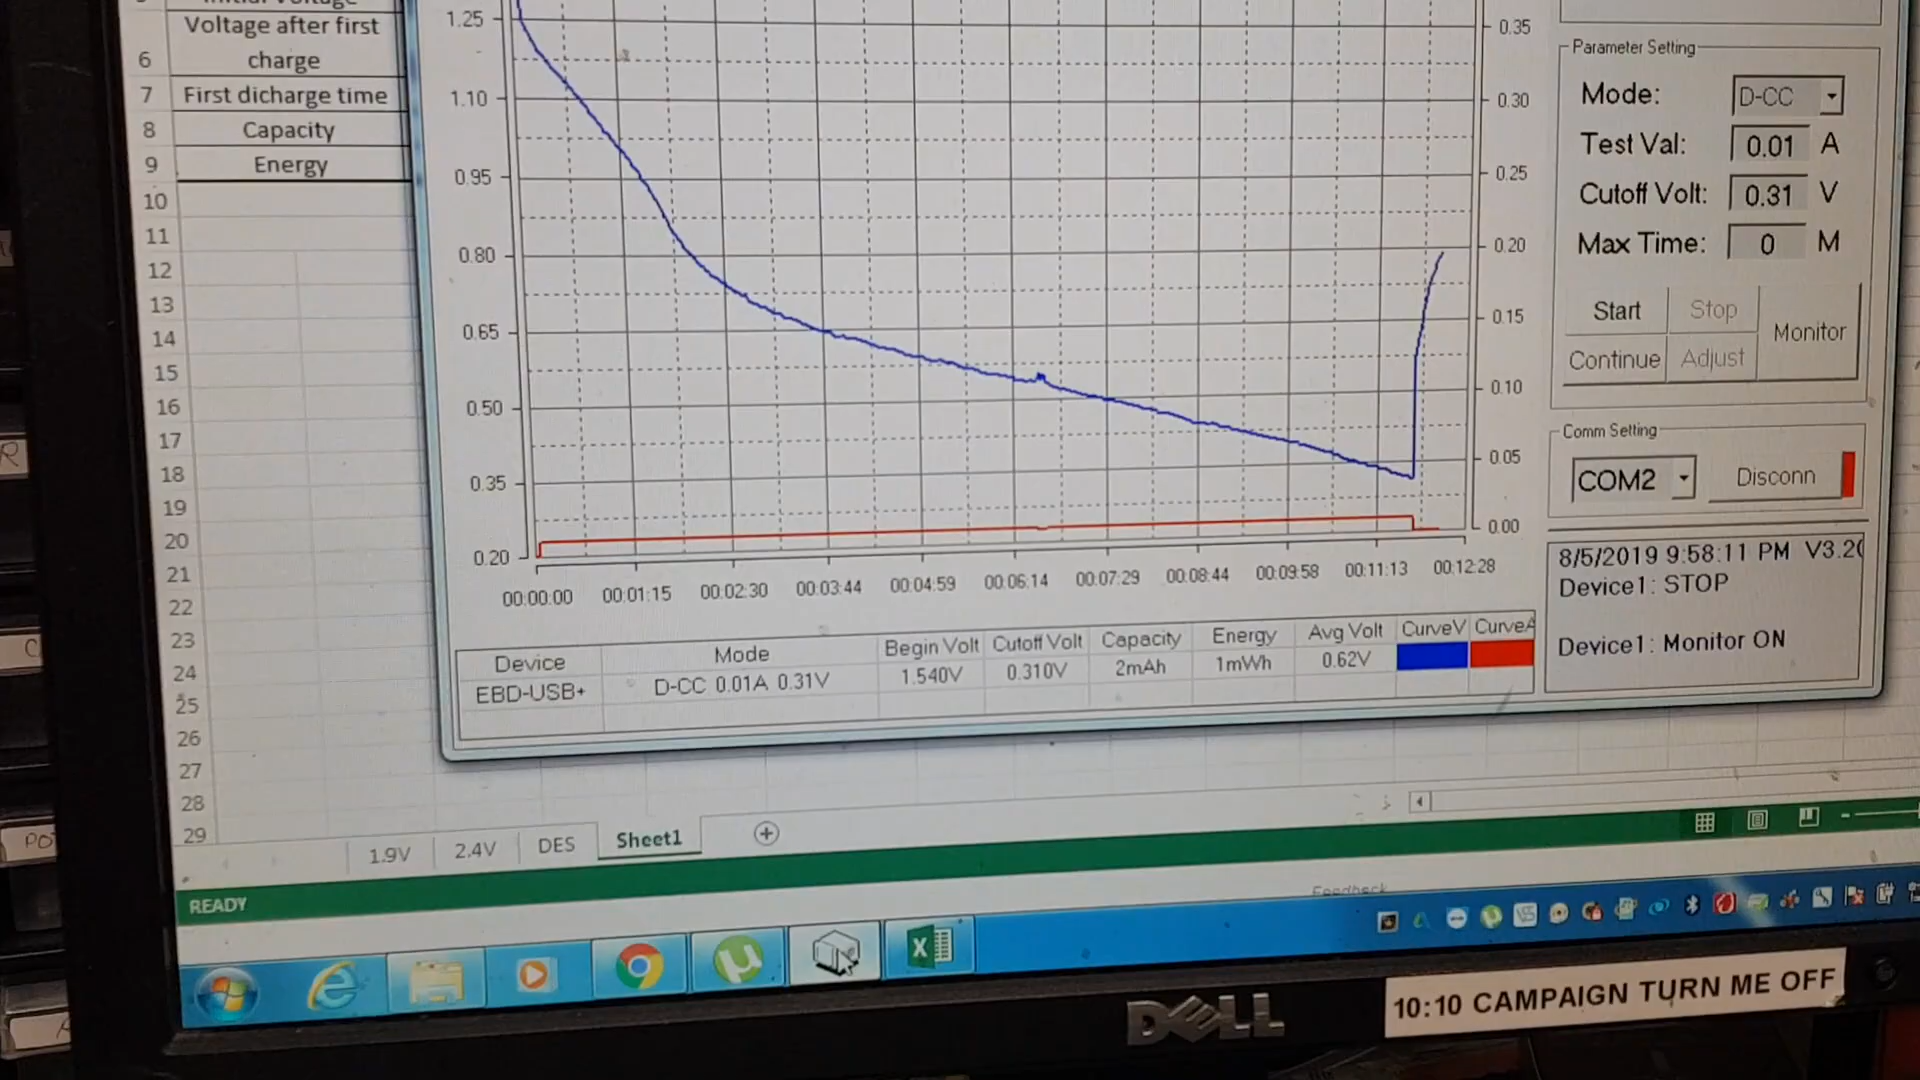 Voltage after first
6 charge
7 First dicharge time
8 Capacity
9 Energy
10
11
12
13
14
15
16
17
18
19
20
21
22
23
24
25
26
27
28
29
1.25
1.10
0.95
0.80
0.65
0.50
0.35
0.20
0.35
0.30
0.25
0.20
0.15
0.10
0.05
0.00
00:00:00 00:01:15 00:02:30 00:03:44 00:04:59 00:06:14 00:07:29 00:08:44 00:09:58 00:11:13 00:12:28
Parameter Setting
Mode: D-CC
Test Val: 0.01 A
Cutoff Volt: 0.31 V
Max Time: 0 M
Start Stop Monitor
Continue Adjust
Comm Setting
COM2 Disconn
8/5/2019 9:58:11 PM V3.20
Device1: STOP
Device1: Monitor ON
Device Mode Begin Volt Cutoff Volt Capacity Energy Avg Volt CurveV CurveA
EBD-USB+ D-CC 0.01A 0.31V 1.540V 0.310V 2mAh 1mWh 0.62V
1.9V 2.4V DES Sheet1
READY
Feedback
DELL
10:10 CAMPAIGN TURN ME OFF